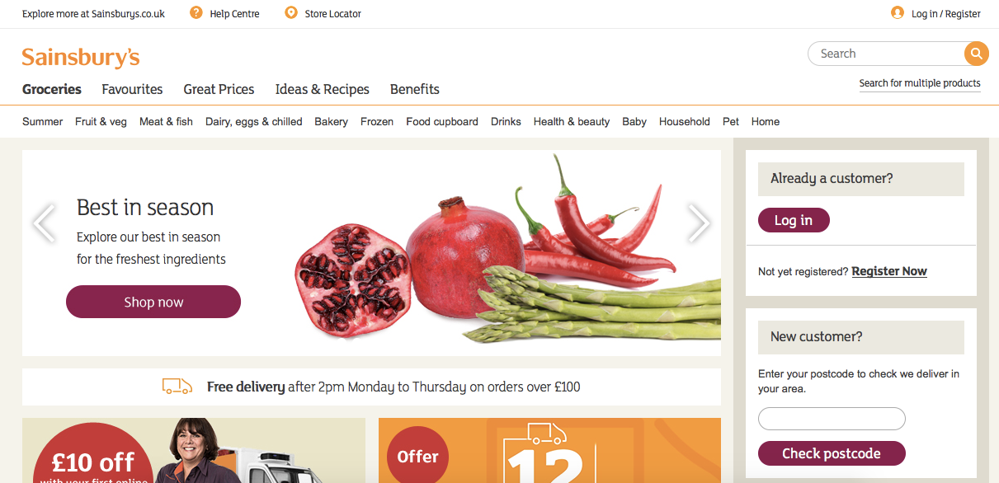 Explore more at Sainsburys.co.uk
Help Centre
Store Locator
Log in / Register
Sainsbury's
Search
Groceries
Favourites
Great Prices
Ideas & Recipes
Benefits
Search for multiple products
Summer
Fruit & veg
Meat & fish
Dairy, eggs & chilled
Bakery
Frozen
Food cupboard
Drinks
Health & beauty
Baby
Household
Pet
Home
Best in season
Explore our best in season
for the freshest ingredients
Shop now
Already a customer?
Log in
Not yet registered? Register Now
New customer?
Enter your postcode to check we deliver in
your area.
Check postcode
Free delivery after 2pm Monday to Thursday on orders over £100
£10 off
with your first online
Offer
12